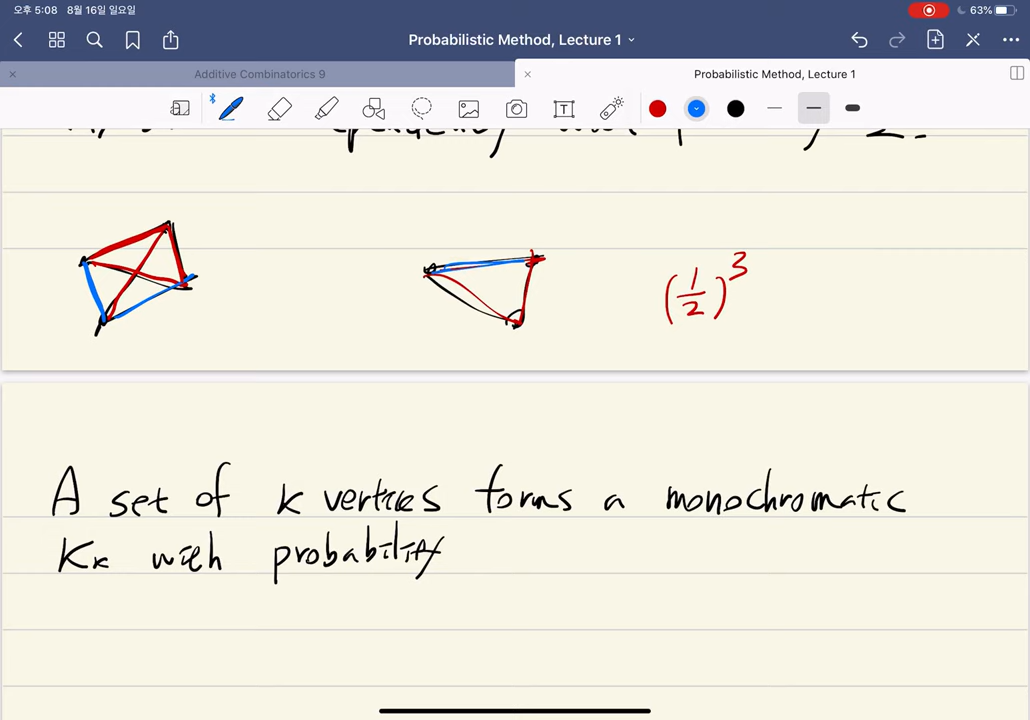 오후 5:08 8월 16일 일요일
63%
Probabilistic Method, Lecture 1
Additive Combinatorics 9
Probabilistic Method, Lecture 1
(1/2)^3
A set of k vertices forms a monochromatic
Kk with probability